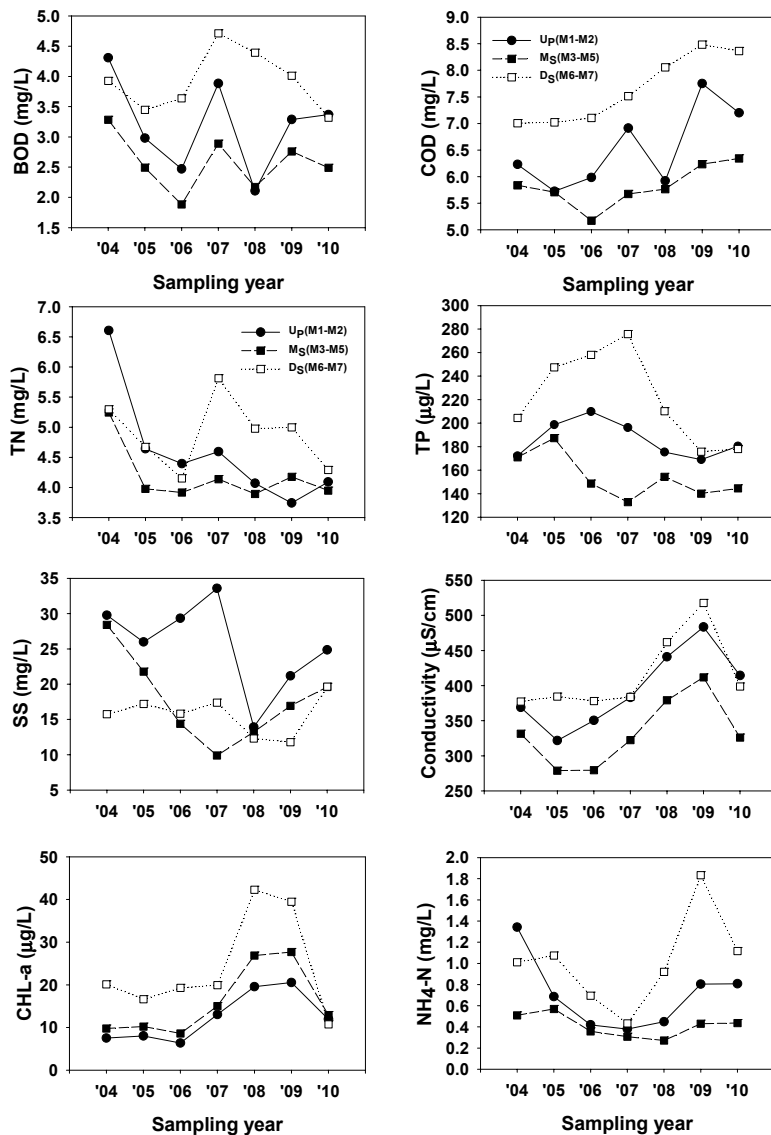 BOD (mg/L)
5.0
4.5
4.0
3.5
3.0
2.5
2.0
1.5
'04 '05 '06 '07 '08 '09 '10
Sampling year
COD (mg/L)
9.0
8.5
8.0
7.5
7.0
6.5
6.0
5.5
5.0
UP(M1-M2)
MS(M3-M5)
DS(M6-M7)
'04 '05 '06 '07 '08 '09 '10
Sampling year
TN (mg/L)
7.0
6.5
6.0
5.5
5.0
4.5
4.0
3.5
UP(M1-M2)
MS(M3-M5)
DS(M6-M7)
'04 '05 '06 '07 '08 '09 '10
TP (µg/L)
300
280
260
240
220
200
180
160
140
120
'04 '05 '06 '07 '08 '09 '10
SS (mg/L)
35
30
25
20
15
10
5
'04 '05 '06 '07 '08 '09 '10
Conductivity (µS/cm)
550
500
450
400
350
300
250
'04 '05 '06 '07 '08 '09 '10
CHL-a (µg/L)
50
40
30
20
10
0
'04 '05 '06 '07 '08 '09 '10
Sampling year
NH4-N (mg/L)
2.0
1.8
1.6
1.4
1.2
1.0
0.8
0.6
0.4
0.2
0.0
'04 '05 '06 '07 '08 '09 '10
Sampling year